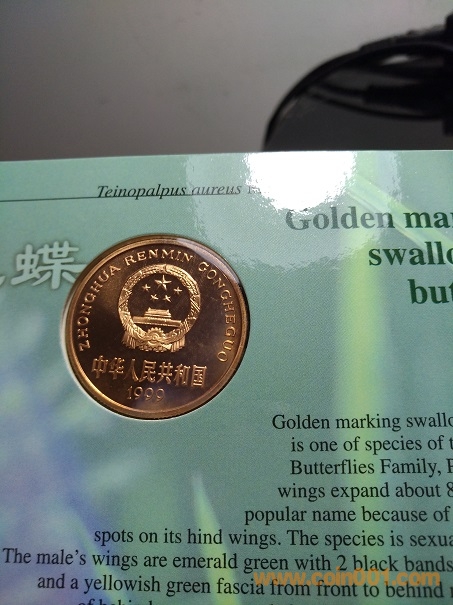 Teinopalpus aureus
Golden mar
swallo
but
蝶
ZHONGHUA RENMIN GONGHEGUO
中华人民共和国
1999
Golden marking swallo
is one of species of t
Butterflies Family, P
wings expand about 8
popular name because of
spots on its hind wings. The species is sexua
The male's wings are emerald green with 2 black bands
and a yellowish green fascia from front to behind
of behind
www.coin001.com